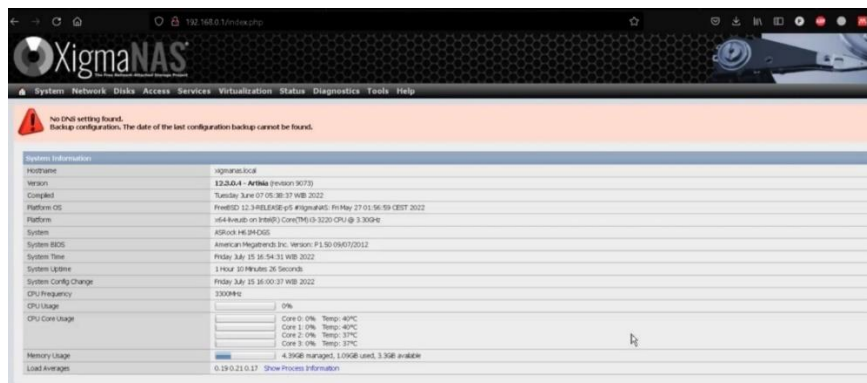 192.168.0.1/index.php
XigmaNAS
The Free Network-Attached Storage Project
System Network Disks Access Services Virtualization Status Diagnostics Tools Help
No DNS setting found.
Backup configuration. The date of the last configuration backup cannot be found.
System Information
Hostname xigmanas.local
Version 12.3.0.4 - Artisia (revision 9073)
Compiled Tuesday June 07 05:38:37 WIB 2022
Platform OS FreeBSD 12.3-RELEASE-p5 #XigmaNAS: Fri May 27 01:56:59 CEST 2022
Platform x64-liveusb on Intel(R) Core(TM) i3-3220 CPU @ 3.30GHz
System ASRock H61M-DGS
System BIOS American Megatrends Inc. Version: P1.50 09/07/2012
System Time Friday July 15 16:54:31 WIB 2022
System Uptime 1 Hour 10 Minutes 26 Seconds
System Config Change Friday July 15 16:00:37 WIB 2022
CPU Frequency 3300MHz
CPU Usage 0%
CPU Core Usage Core 0: 0% Temp: 40°C
Core 1: 0% Temp: 40°C
Core 2: 0% Temp: 37°C
Core 3: 0% Temp: 37°C
Memory Usage 4.39GB managed, 1.09GB used, 3.3GB available
Load Averages 0.19 0.21 0.17 Show Process Information